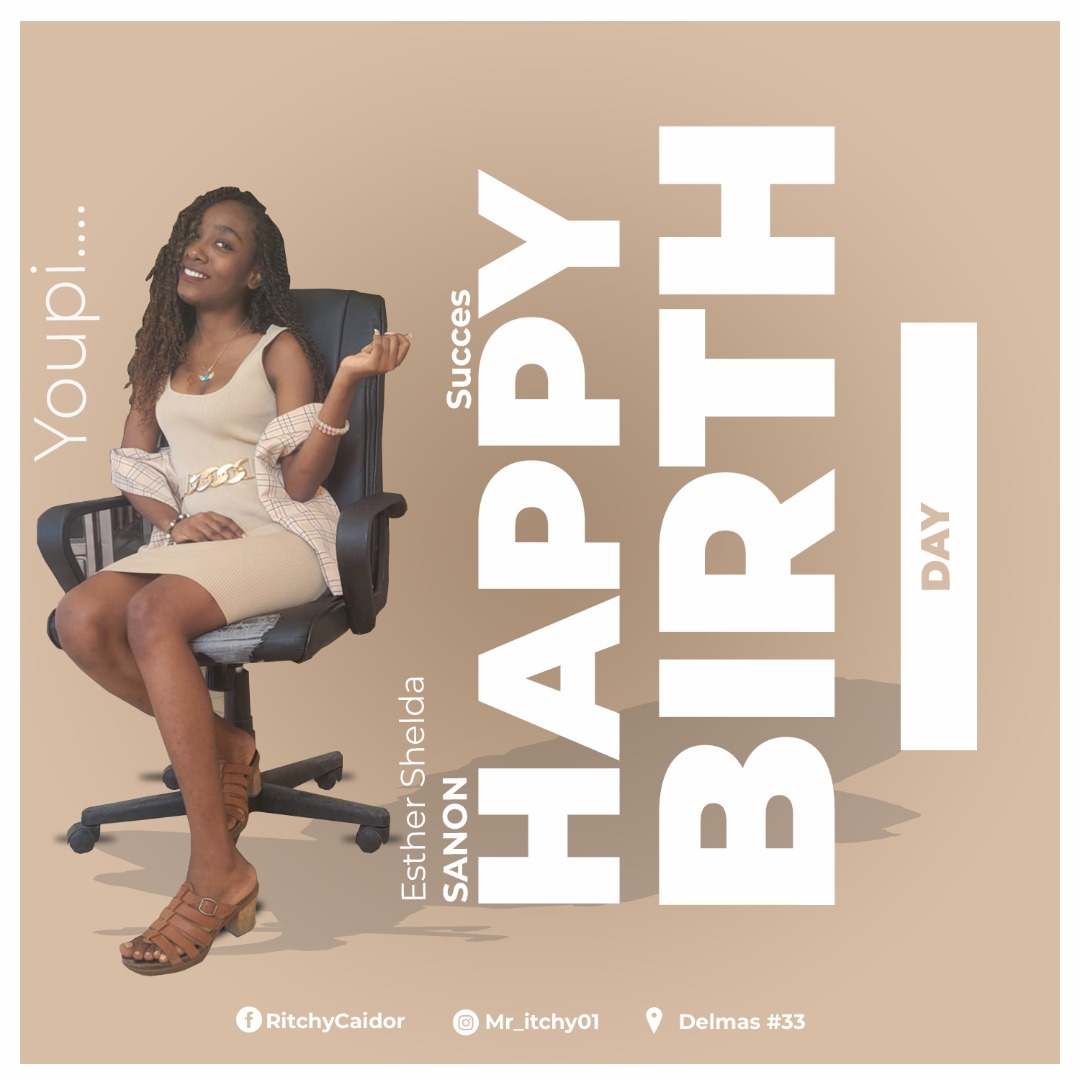 Youpi....
Esther Shelda
SANON
Succes
HAPPY
BIRTH
DAY
RitchyCaidor
Mr_itchy01
Delmas #33